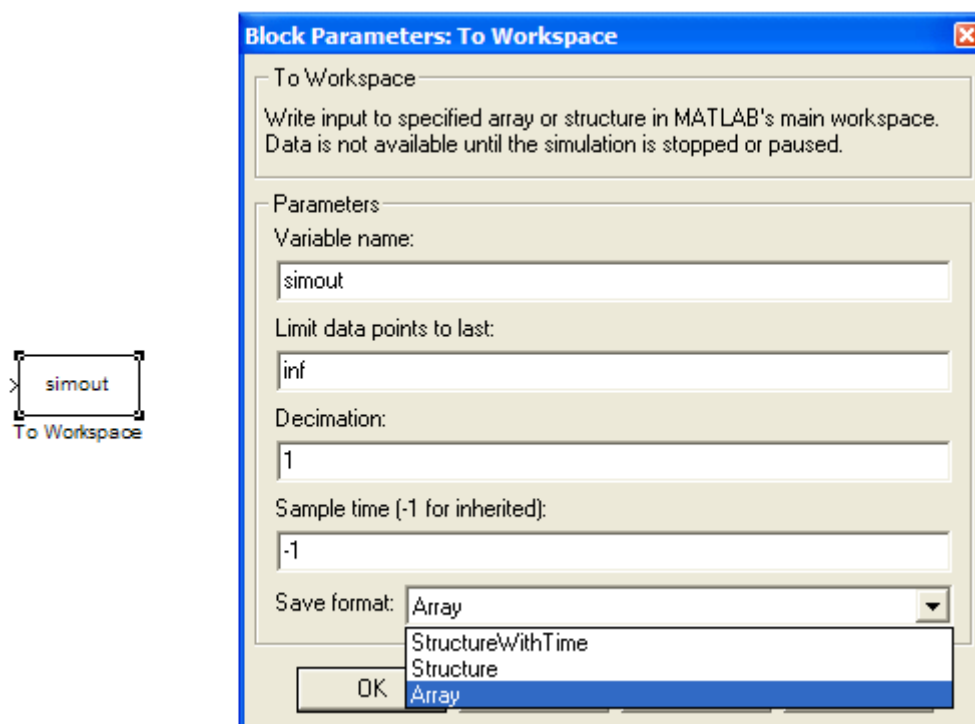 Block Parameters: To Workspace
To Workspace
Write input to specified array or structure in MATLAB's main workspace.
Data is not available until the simulation is stopped or paused.
Parameters
Variable name:
simout
Limit data points to last:
inf
Decimation:
1
Sample time (-1 for inherited):
-1
Save format: Array
StructureWithTime
Structure
Array
OK
simout
To Workspace